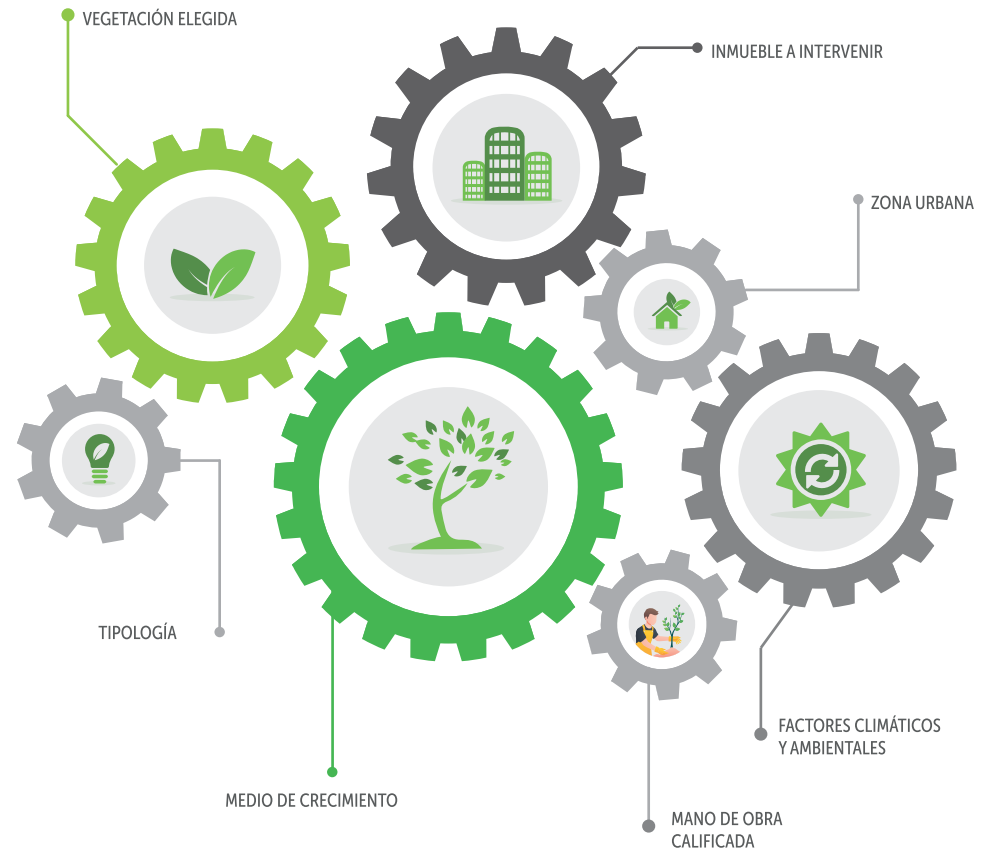 VEGETACIÓN ELEGIDA
INMUEBLE A INTERVENIR
ZONA URBANA
TIPOLOGÍA
FACTORES CLIMÁTICOS
Y AMBIENTALES
MEDIO DE CRECIMIENTO
MANO DE OBRA
CALIFICADA